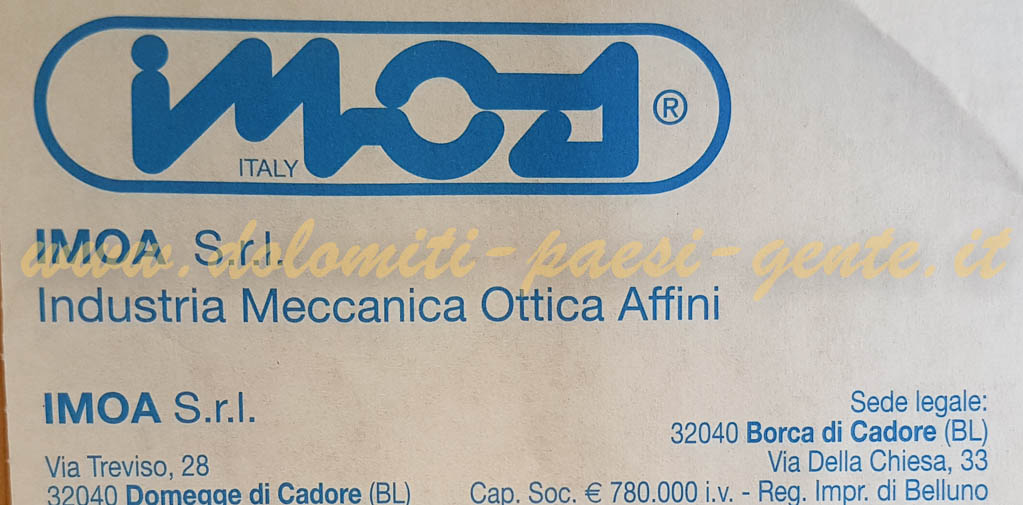 imoa ®
ITALY
IMOA S.r.l.
www.dolomiti-paesi-gente.it
Industria Meccanica Ottica Affini
IMOA S.r.l.
Via Treviso, 28
32040 Domegge di Cadore (BL)
Sede legale:
32040 Borca di Cadore (BL)
Via Della Chiesa, 33
Cap. Soc. € 780.000 i.v. - Reg. Impr. di Belluno